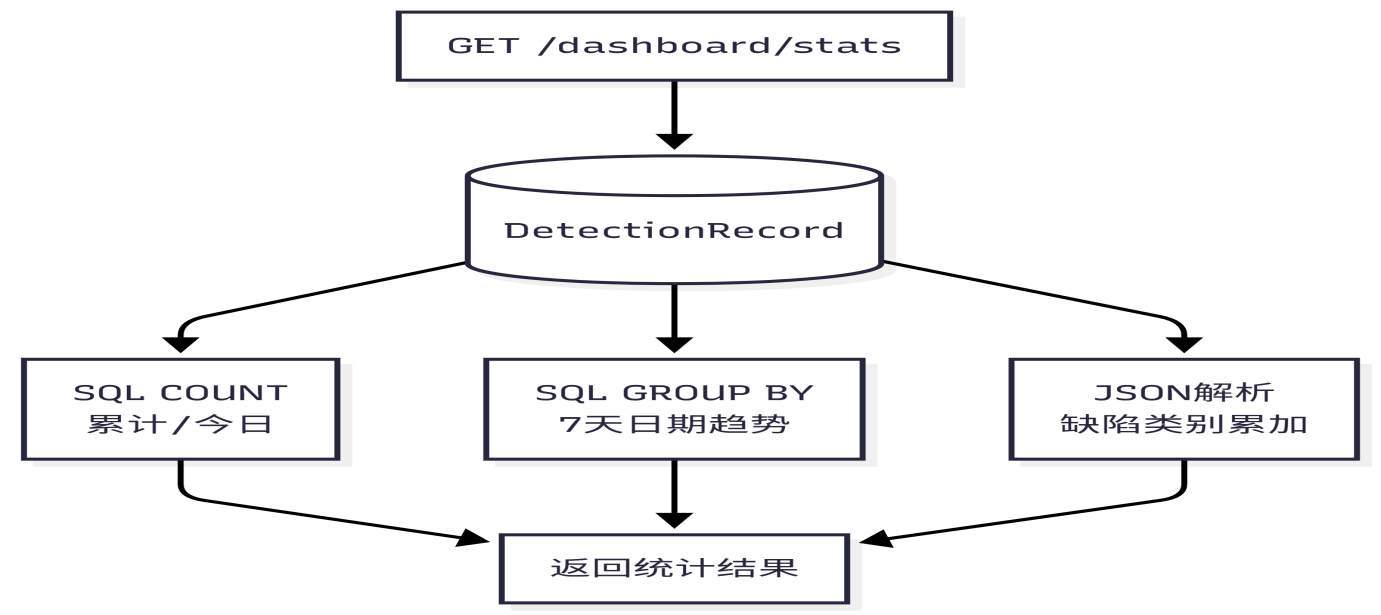 GET /dashboard/stats
DetectionRecord
SQL COUNT
累计/今日
SQL GROUP BY
7天日期趋势
JSON解析
缺陷类别累加
返回统计结果